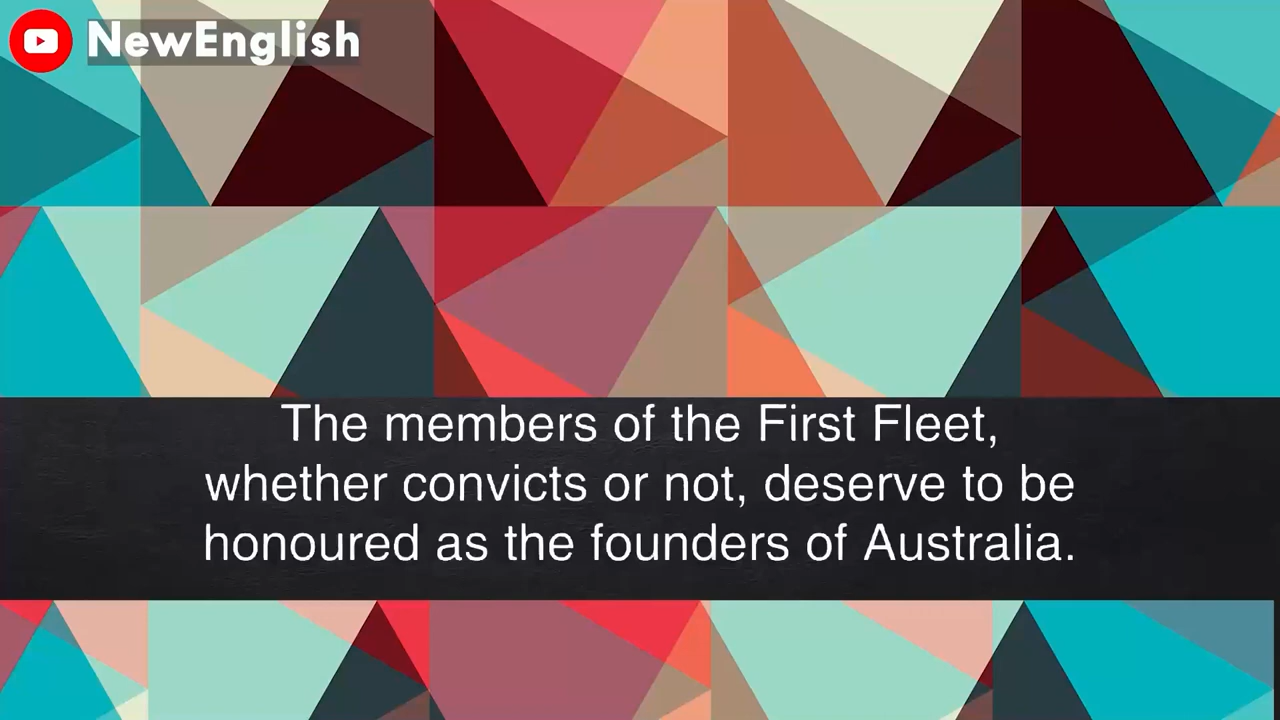 NewEnglish
The members of the First Fleet,
whether convicts or not, deserve to be
honoured as the founders of Australia.